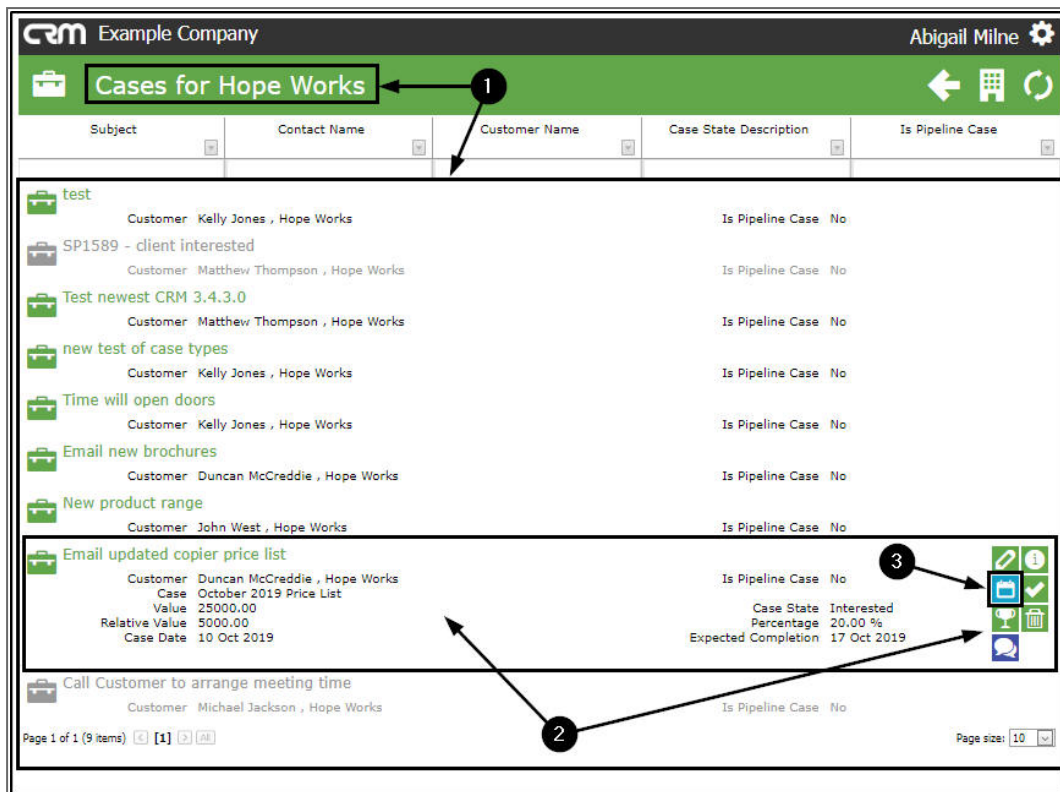 CRM Example Company Abigail Milne
Cases for Hope Works 1
Subject Contact Name Customer Name Case State Description Is Pipeline Case
test
Customer Kelly Jones , Hope Works Is Pipeline Case No
SP1589 - client interested
Customer Matthew Thompson , Hope Works Is Pipeline Case No
Test newest CRM 3.4.3.0
Customer Matthew Thompson , Hope Works Is Pipeline Case No
new test of case types
Customer Kelly Jones , Hope Works Is Pipeline Case No
Time will open doors
Customer Kelly Jones , Hope Works Is Pipeline Case No
Email new brochures
Customer Duncan McCreddie , Hope Works Is Pipeline Case No
New product range
Customer John West , Hope Works Is Pipeline Case No
Email updated copier price list 3
Customer Duncan McCreddie , Hope Works Is Pipeline Case No
Case October 2019 Price List
Value 25000.00 Case State Interested
Relative Value 5000.00 Percentage 20.00 %
Case Date 10 Oct 2019 Expected Completion 17 Oct 2019
Call Customer to arrange meeting time
Customer Michael Jackson , Hope Works Is Pipeline Case No
2
Page 1 of 1 (9 items) < [1] > All Page size: 10